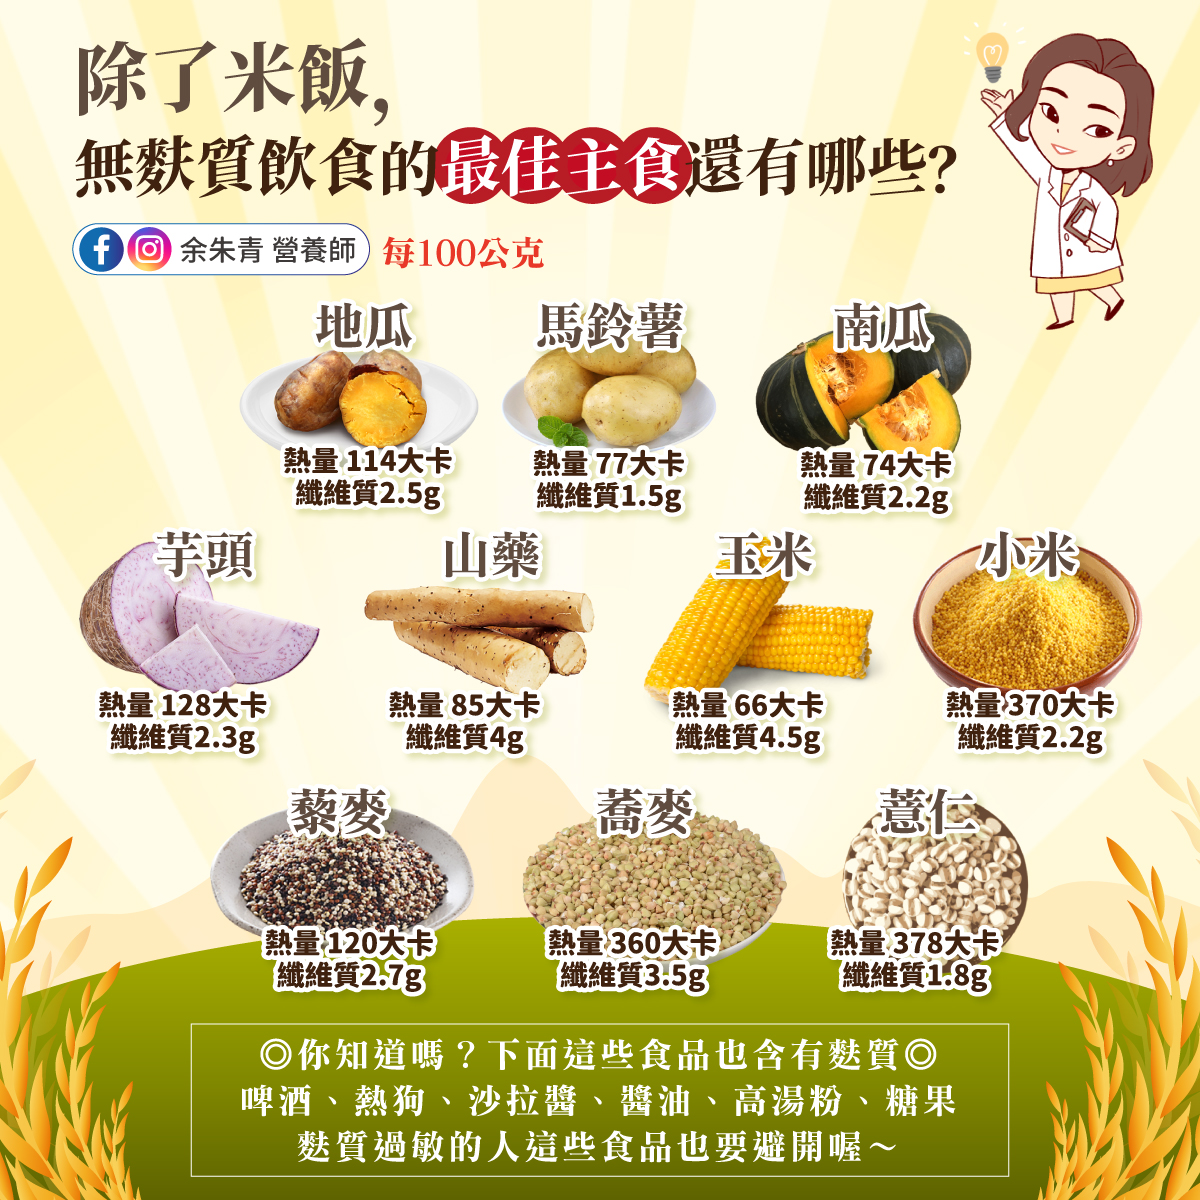 除了米飯,
無麩質飲食的最佳主食還有哪些?
余朱青 營養師
每100公克
地瓜
熱量 114大卡
纖維質2.5g
馬鈴薯
熱量 77大卡
纖維質1.5g
南瓜
熱量 74大卡
纖維質2.2g
芋頭
熱量 128大卡
纖維質2.3g
山藥
熱量 85大卡
纖維質4g
玉米
熱量 66大卡
纖維質4.5g
小米
熱量 370大卡
纖維質2.2g
藜麥
熱量 120大卡
纖維質2.7g
蕎麥
熱量 360大卡
纖維質3.5g
薏仁
熱量 378大卡
纖維質1.8g
◎你知道嗎？下面這些食品也含有麩質◎
啤酒、熱狗、沙拉醬、醬油、高湯粉、糖果
麩質過敏的人這些食品也要避開喔～